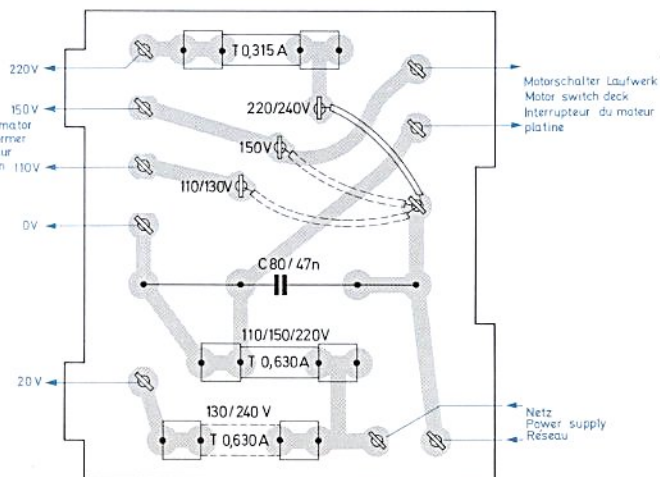 T 0,315 A
220V
220/240V
Motorschalter Laufwerk
Motor switch deck
Interrupteur du moteur
platine
150V
150V
110V
110/130V
0V
C80/47n
110/150/220V
T 0,630A
20V
130/240 V
T 0,630A
Netz
Power supply
Réseau